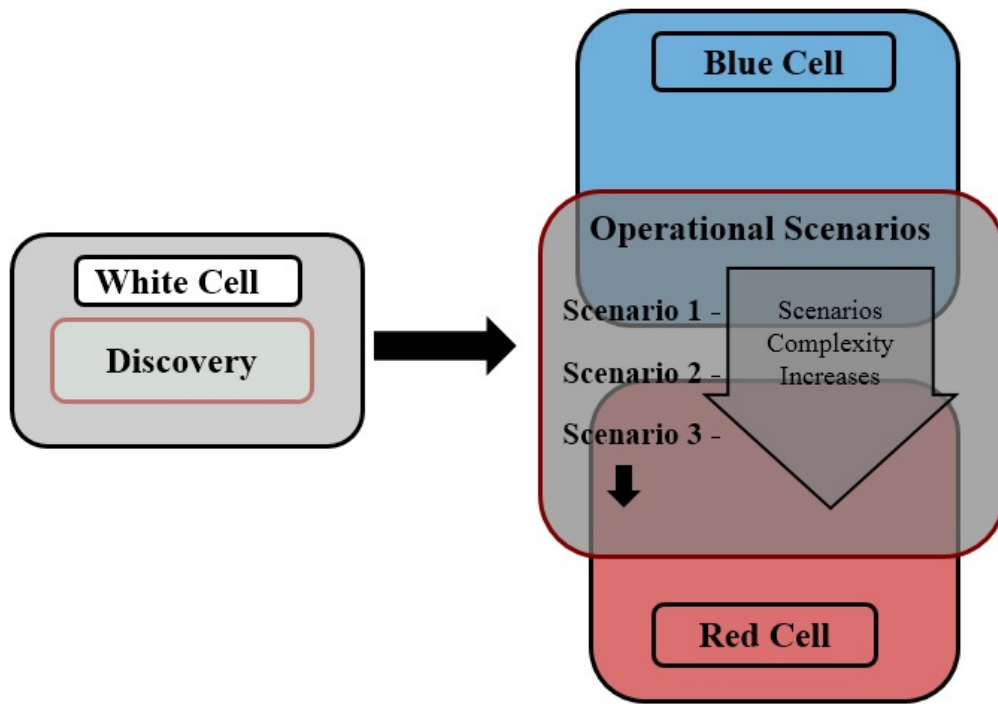 Blue Cell
Operational Scenarios
White Cell
Discovery
Scenario 1 -
Scenario 2 -
Scenario 3 -
Scenarios
Complexity
Increases
Red Cell